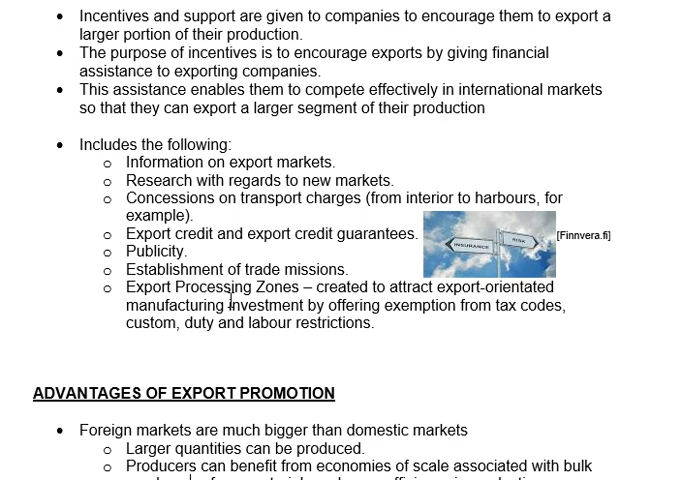 • Incentives and support are given to companies to encourage them to export a
larger portion of their production.
• The purpose of incentives is to encourage exports by giving financial
assistance to exporting companies.
• This assistance enables them to compete effectively in international markets
so that they can export a larger segment of their production
• Includes the following:
o Information on export markets.
o Research with regards to new markets.
o Concessions on transport charges (from interior to harbours, for
example).
o Export credit and export credit guarantees.
INSURANCE
RISK
[Finnvera.fi]
o Publicity.
o Establishment of trade missions.
o Export Processing Zones – created to attract export-orientated
manufacturing investment by offering exemption from tax codes,
custom, duty and labour restrictions.
ADVANTAGES OF EXPORT PROMOTION
• Foreign markets are much bigger than domestic markets
o Larger quantities can be produced.
o Producers can benefit from economies of scale associated with bulk